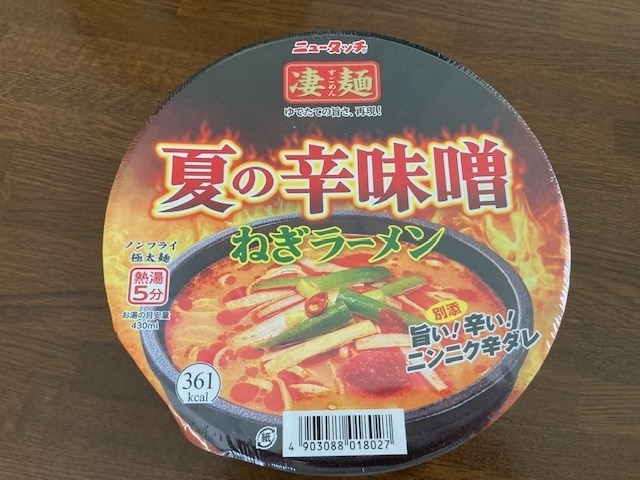 ニュータッチ®
凄麺
すごめん
ゆでたての旨さ、再現!
夏の辛味噌
ねぎラーメン
ノンフライ
極太麺
熱湯
5分
お湯の目安量
430ml
別添
旨い!辛い!
ニンニク辛ダレ
361
kcal
紙
4 903088 018027